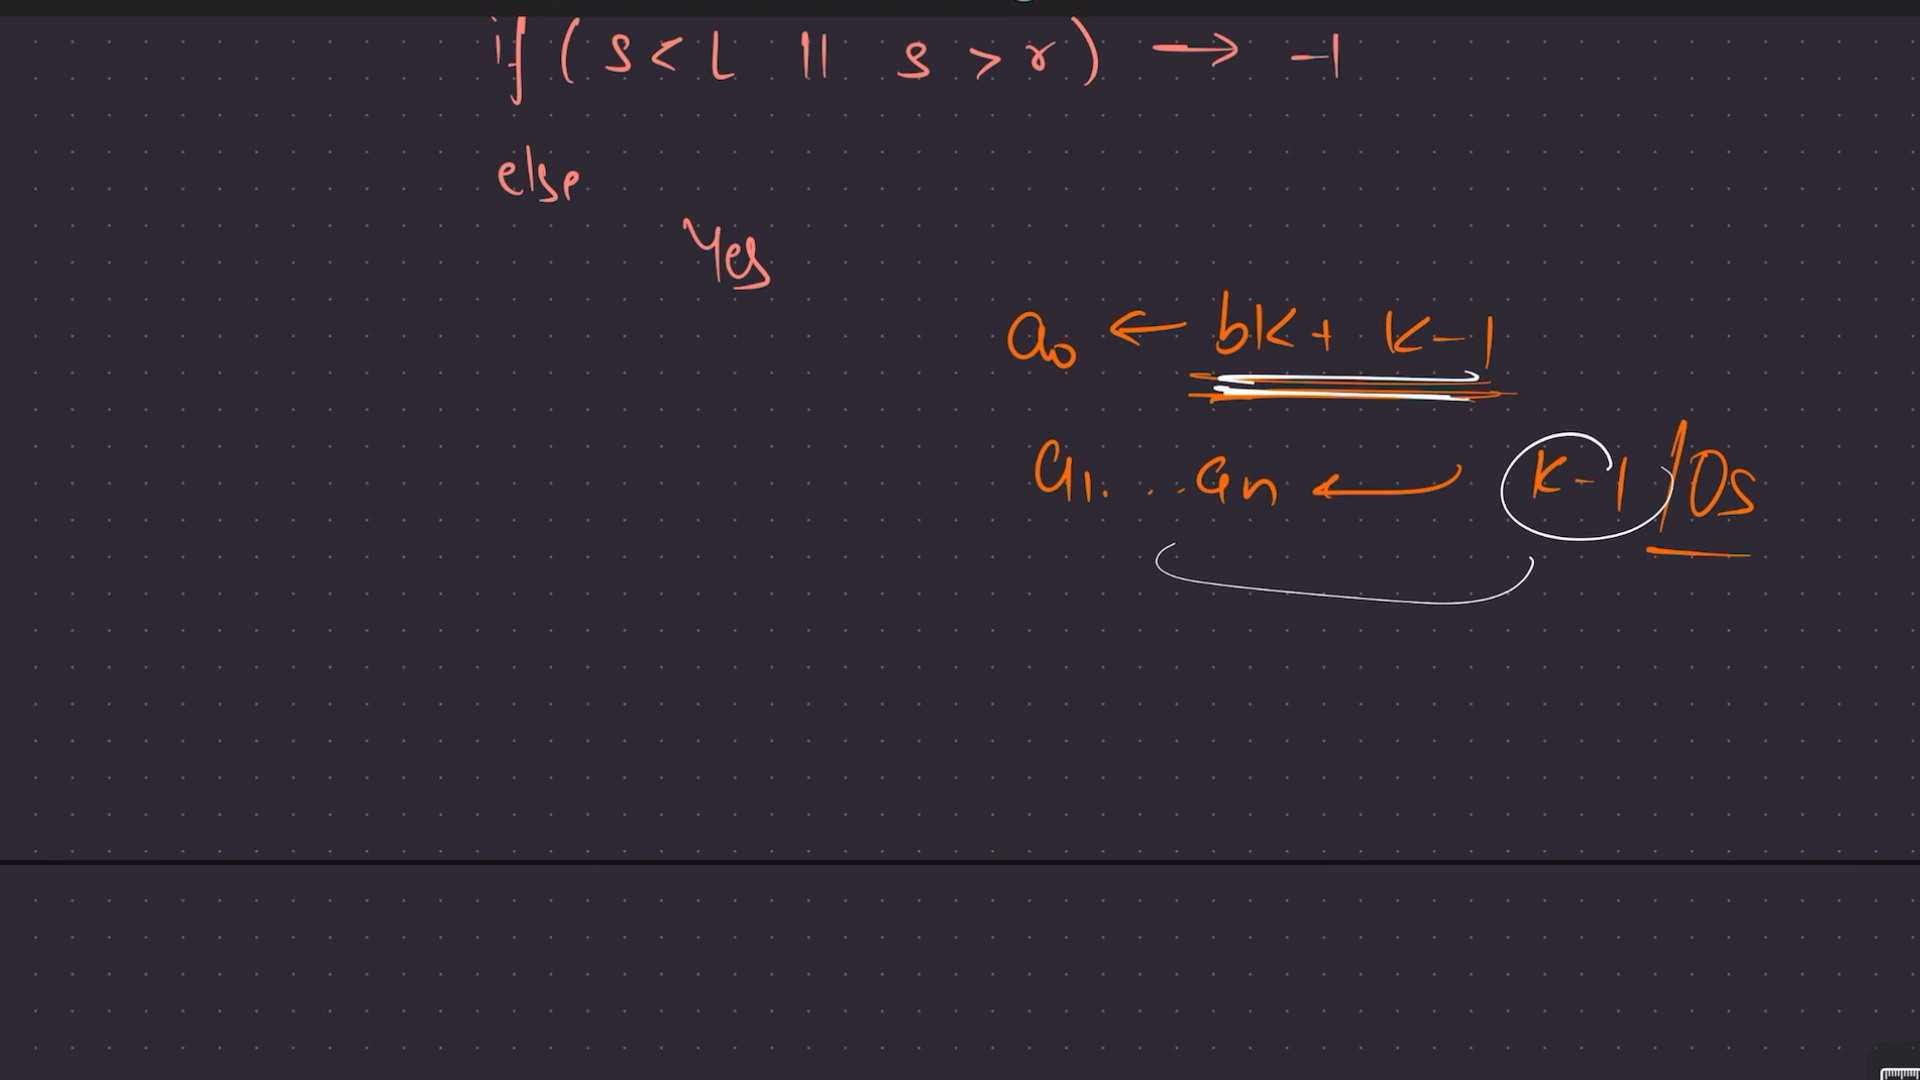 if ( s < L || s > r ) → -1
else
Yes
a₀ ← bk + k-1
a₁...aₙ ← k-1/0s